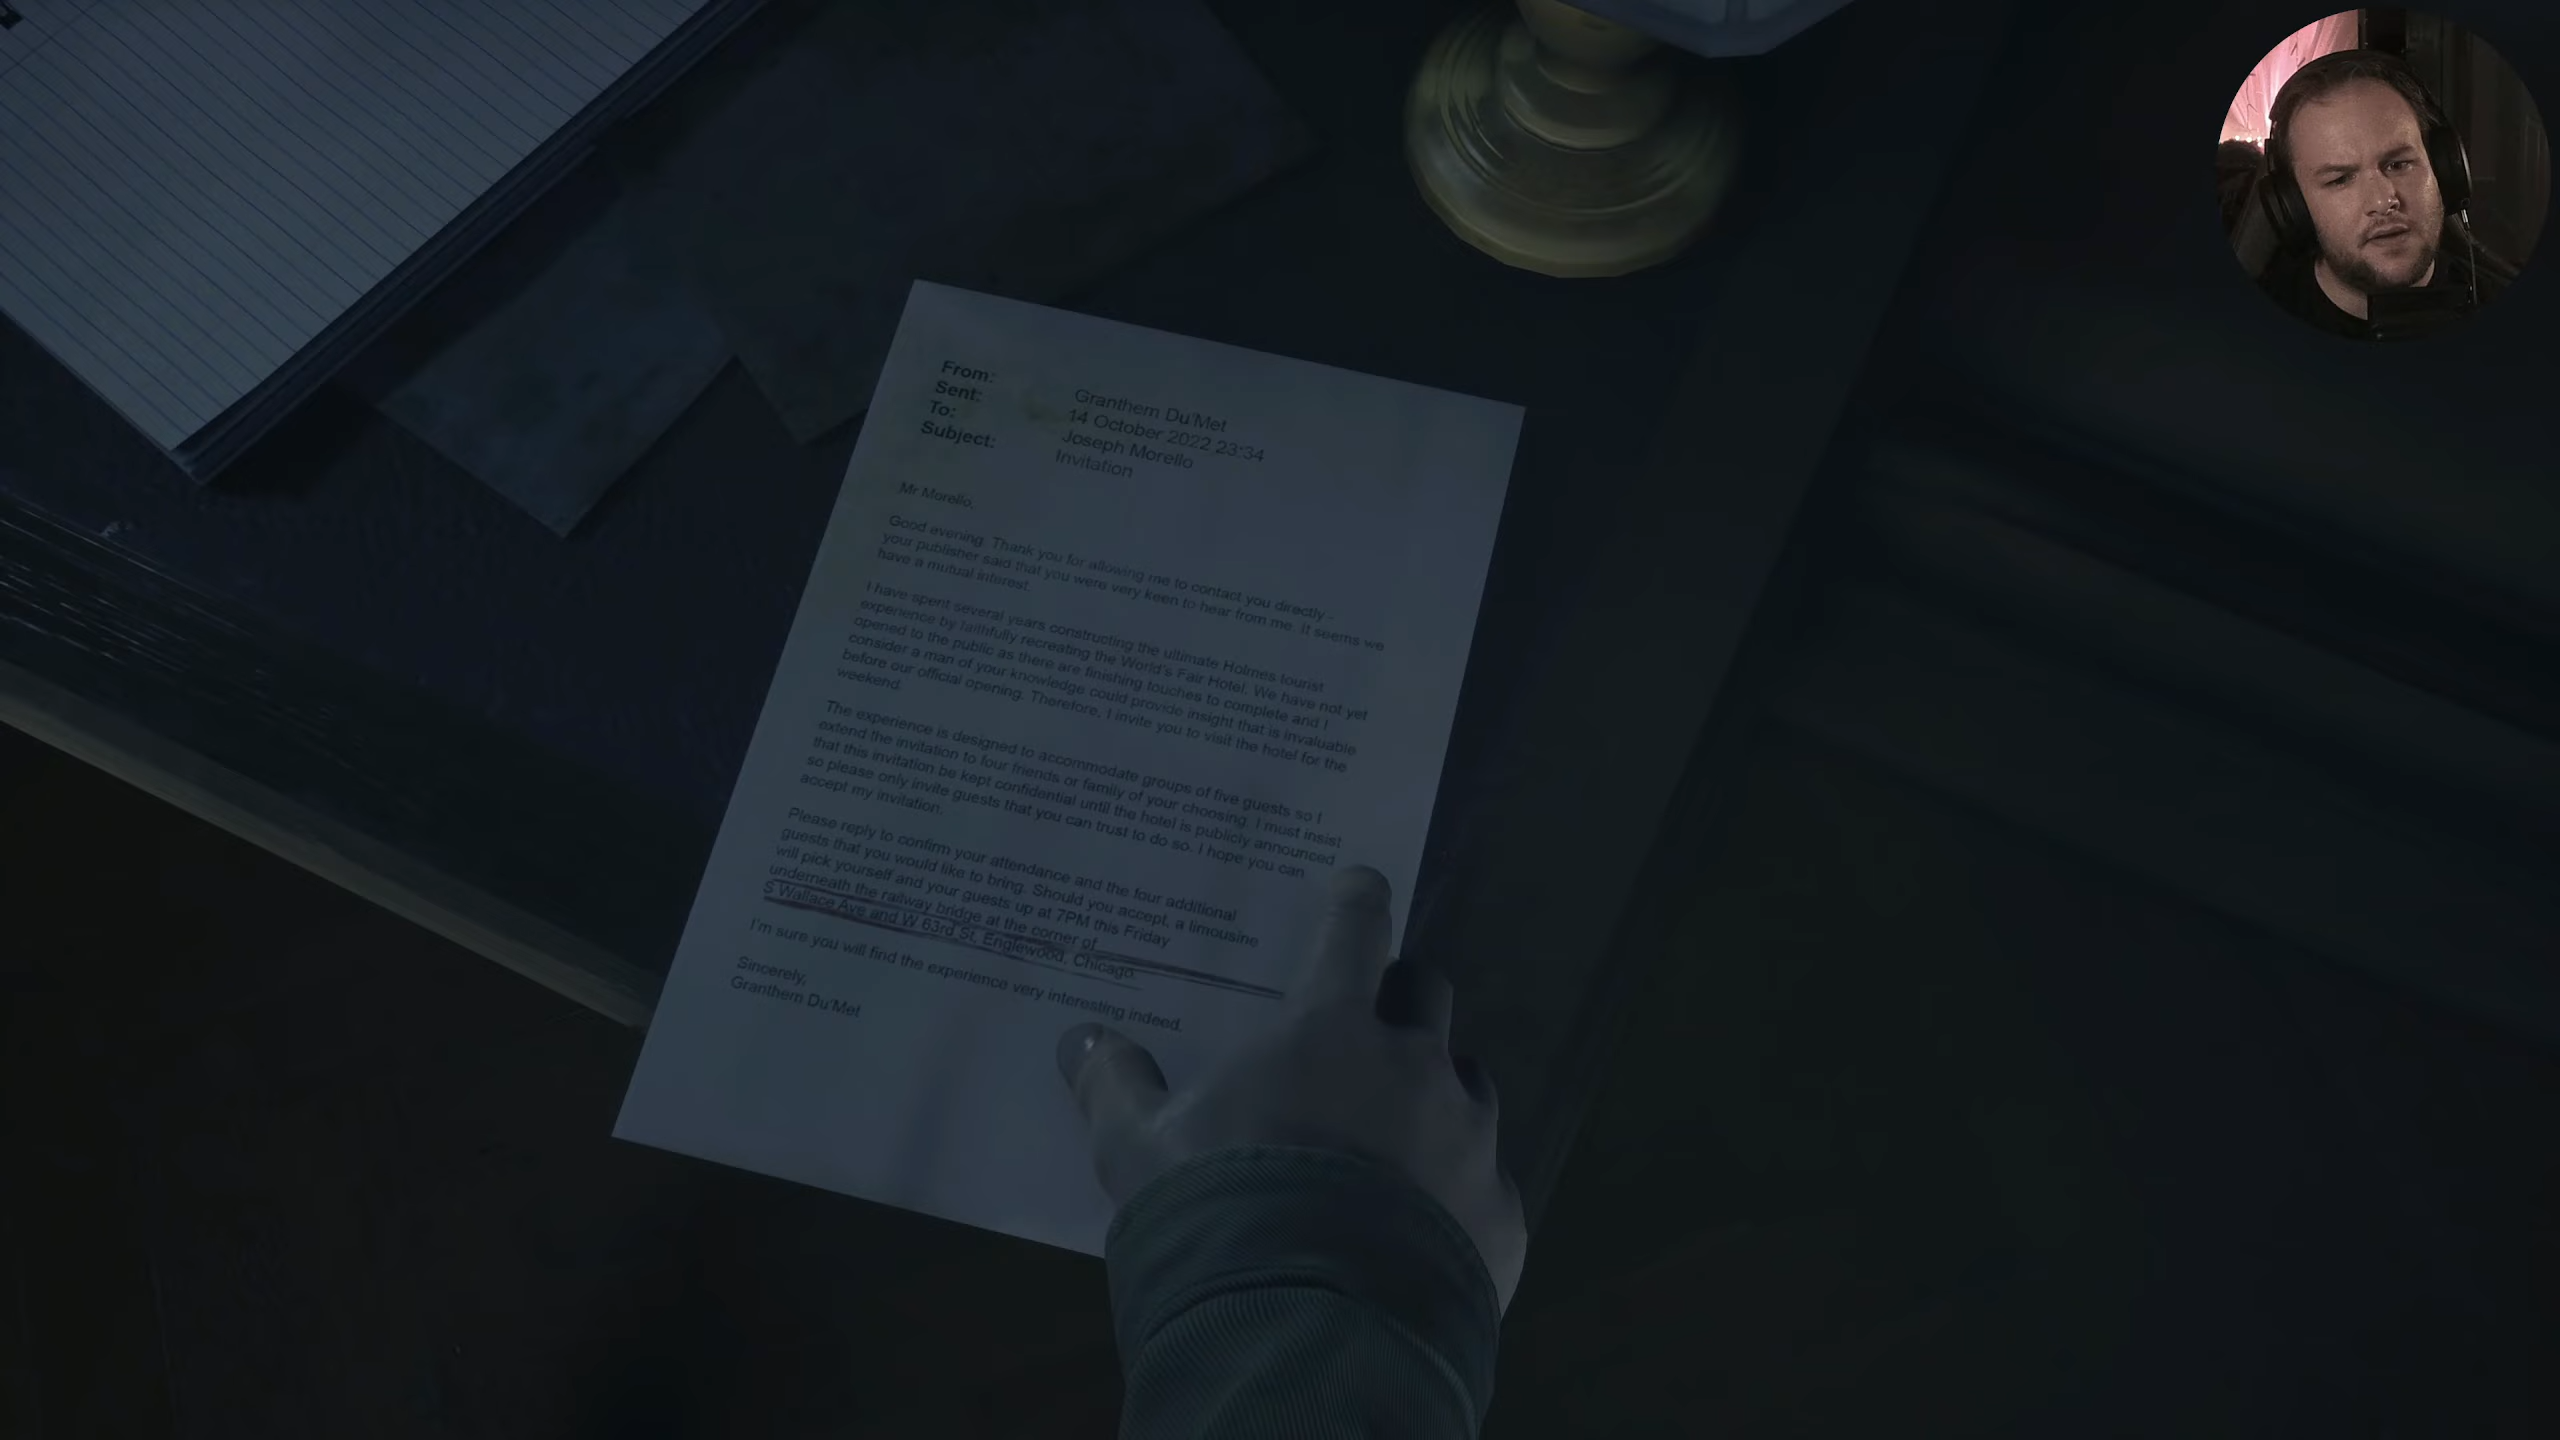 From: Granthem Du'Met
Sent: 14 October 2022 23:34
To: Joseph Morello
Subject: Invitation
Mr Morello,
Good evening. Thank you for allowing me to contact you directly -
your publisher said that you were very keen to hear from me. It seems we
have a mutual interest.
I have spent several years constructing the ultimate Holmes tourist
experience by faithfully recreating the World's Fair Hotel. We have not yet
opened to the public as there are finishing touches to complete and I
consider a man of your knowledge could provide insight that is invaluable
before our official opening. Therefore, I invite you to visit the hotel for the
weekend.
The experience is designed to accommodate groups of five guests so I
extend the invitation to four friends or family of your choosing. I must insist
that this invitation be kept confidential until the hotel is publicly announced
so please only invite guests that you can trust to do so. I hope you can
accept my invitation.
Please reply to confirm your attendance and the four additional
guests that you would like to bring. Should you accept, a limousine
will pick yourself and your guests up at 7PM this Friday
underneath the railway bridge at the corner of
S Wallace Ave and W 63rd St, Englewood, Chicago.
I'm sure you will find the experience very interesting indeed.
Sincerely,
Granthem Du'Met